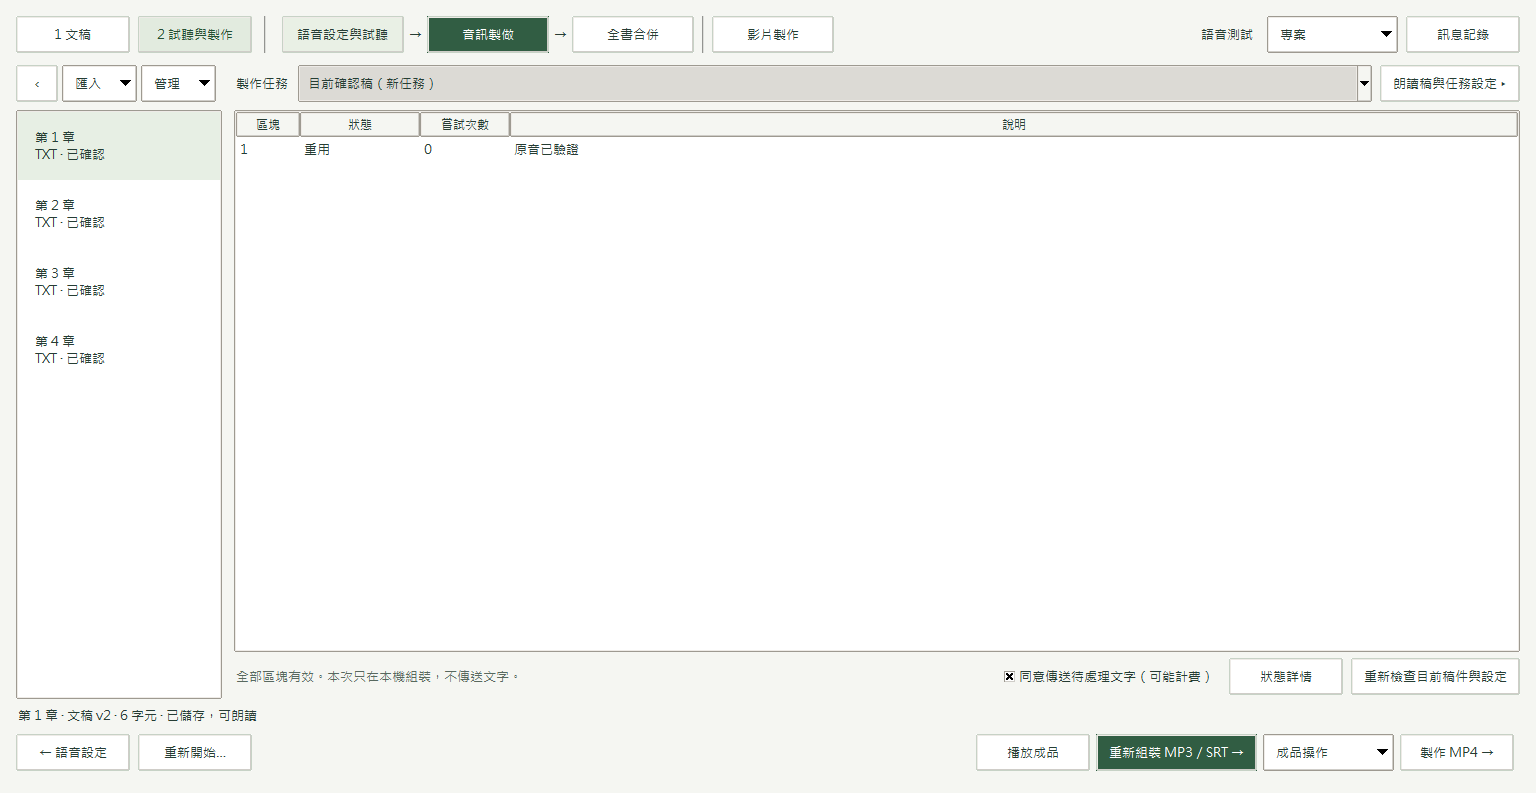 1 文稿
2 試聽與製作
語音設定與試聽
→
音訊製做
→
全書合併
影片製作
語音測試
專案
訊息記錄
‹
匯入
管理
製作任務
目前確認稿（新任務）
朗讀稿與任務設定 ▸
第 1 章
TXT · 已確認
第 2 章
TXT · 已確認
第 3 章
TXT · 已確認
第 4 章
TXT · 已確認
區塊 狀態 嘗試次數 說明
1 重用 0 原音已驗證
全部區塊有效。本次只在本機組裝，不傳送文字。
同意傳送待處理文字（可能計費）
狀態詳情
重新檢查目前稿件與設定
第 1 章 · 文稿 v2 · 6 字元 · 已儲存，可朗讀
← 語音設定
重新開始...
播放成品
重新組裝 MP3 / SRT →
成品操作
製作 MP4 →